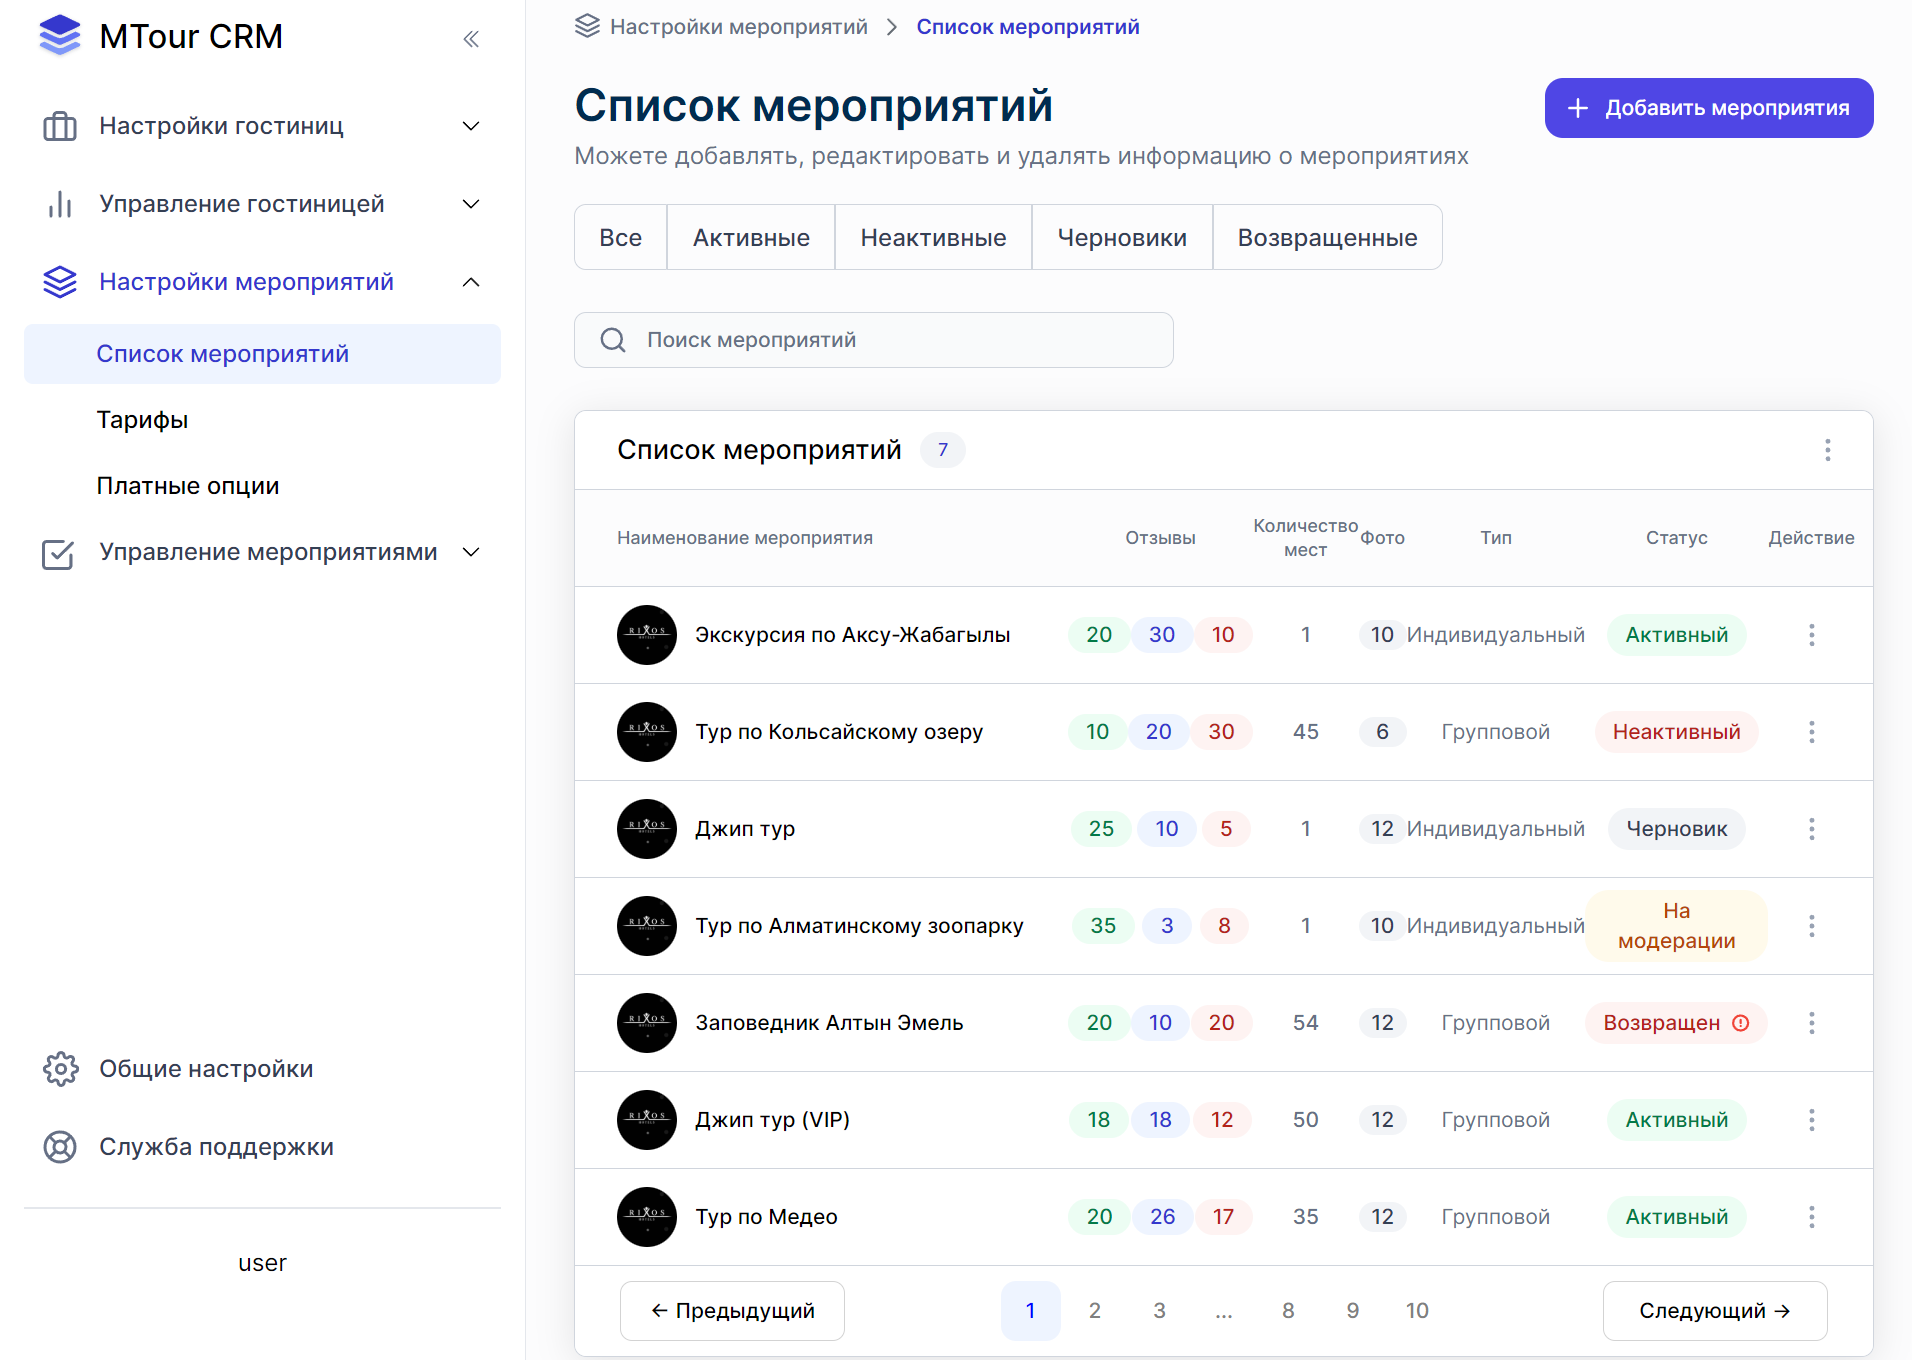 MTour CRM
Настройки гостиниц
Управление гостиницей
Настройки мероприятий
Список мероприятий
Тарифы
Платные опции
Управление мероприятиями
Общие настройки
Служба поддержки
user
Настройки мероприятий > Список мероприятий
Список мероприятий
Можете добавлять, редактировать и удалять информацию о мероприятиях
+ Добавить мероприятия
Все Активные Неактивные Черновики Возвращенные
Поиск мероприятий
Список мероприятий 7
Наименование мероприятия Отзывы Количество мест Фото Тип Статус Действие
RIXOS Экскурсия по Аксу-Жабагылы 20 30 10 1 10 Индивидуальный Активный
RIXOS Тур по Кольсайскому озеру 10 20 30 45 6 Групповой Неактивный
RIXOS Джип тур 25 10 5 1 12 Индивидуальный Черновик
RIXOS Тур по Алматинскому зоопарку 35 3 8 1 10 Индивидуальный На модерации
RIXOS Заповедник Алтын Эмель 20 10 20 54 12 Групповой Возвращен
RIXOS Джип тур (VIP) 18 18 12 50 12 Групповой Активный
RIXOS Тур по Медео 20 26 17 35 12 Групповой Активный
← Предыдущий 1 2 3 ... 8 9 10 Следующий →